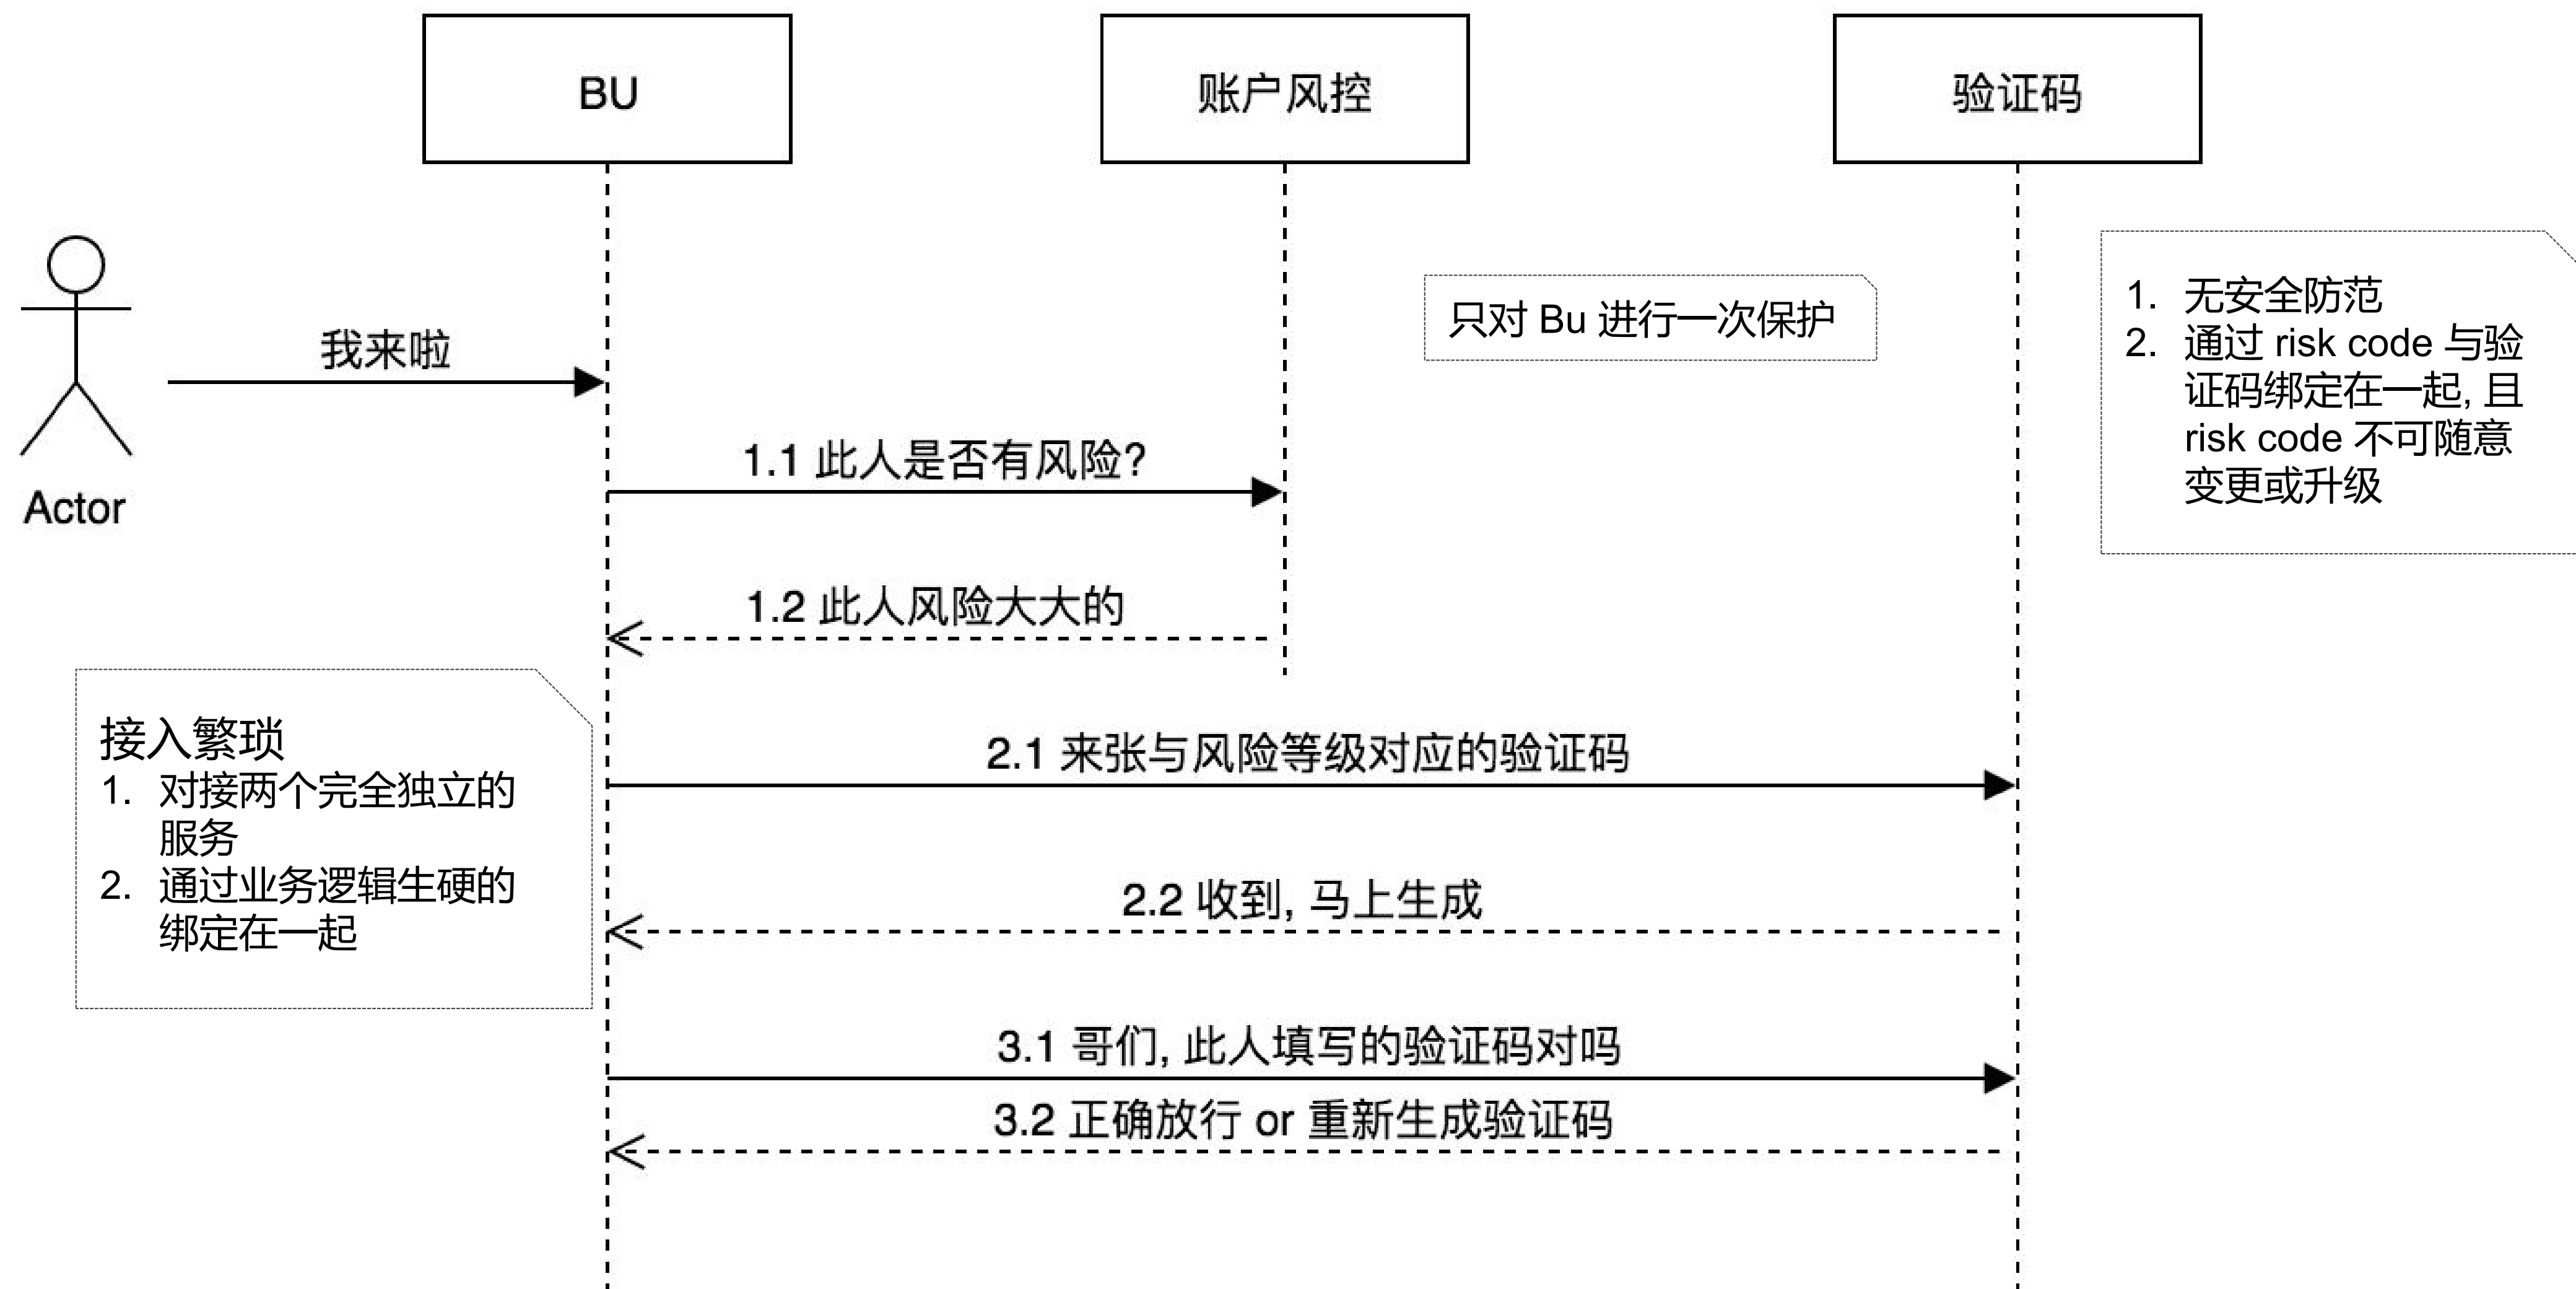 BU
账户风控
验证码
Actor
我来啦
只对 Bu 进行一次保护
1. 无安全防范
2. 通过 risk code 与验
证码绑定在一起, 且
risk code 不可随意
变更或升级
1.1 此人是否有风险?
1.2 此人风险大大的
接入繁琐
1. 对接两个完全独立的
服务
2. 通过业务逻辑生硬的
绑定在一起
2.1 来张与风险等级对应的验证码
2.2 收到, 马上生成
3.1 哥们, 此人填写的验证码对吗
3.2 正确放行 or 重新生成验证码